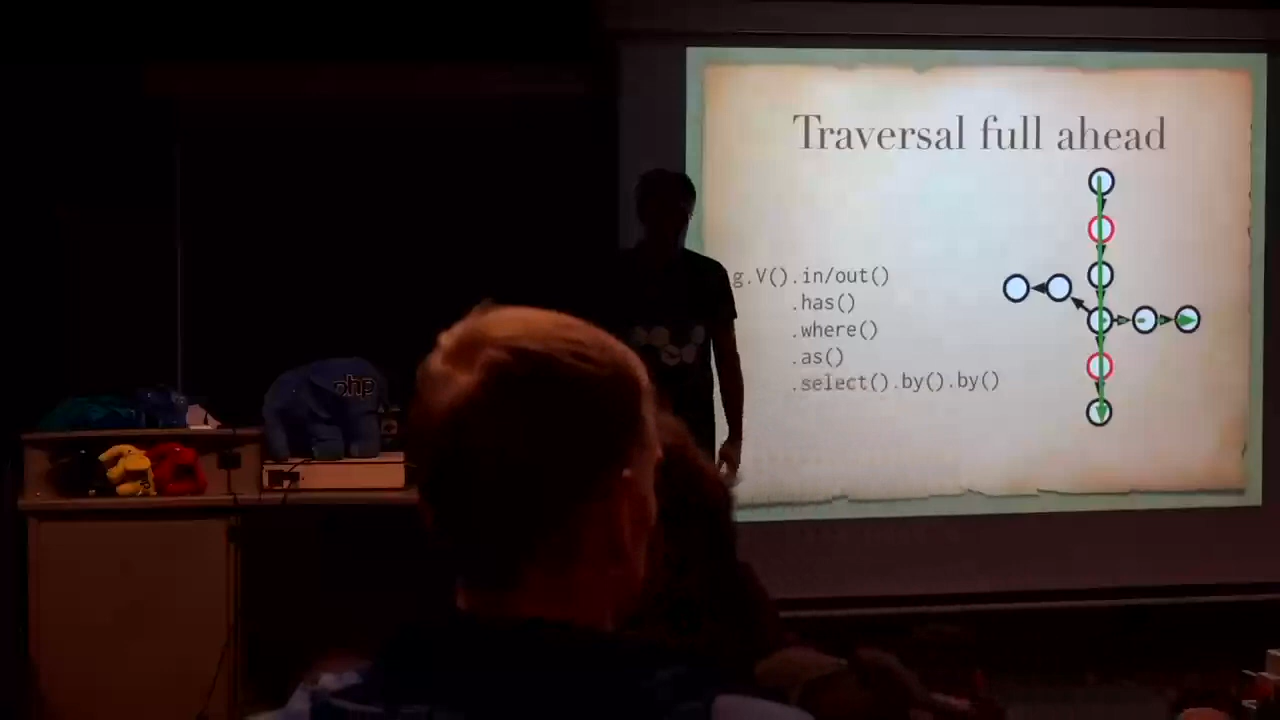 Traversal full ahead
g.V().in/out()
.has()
.where()
.as()
.select().by().by()
php